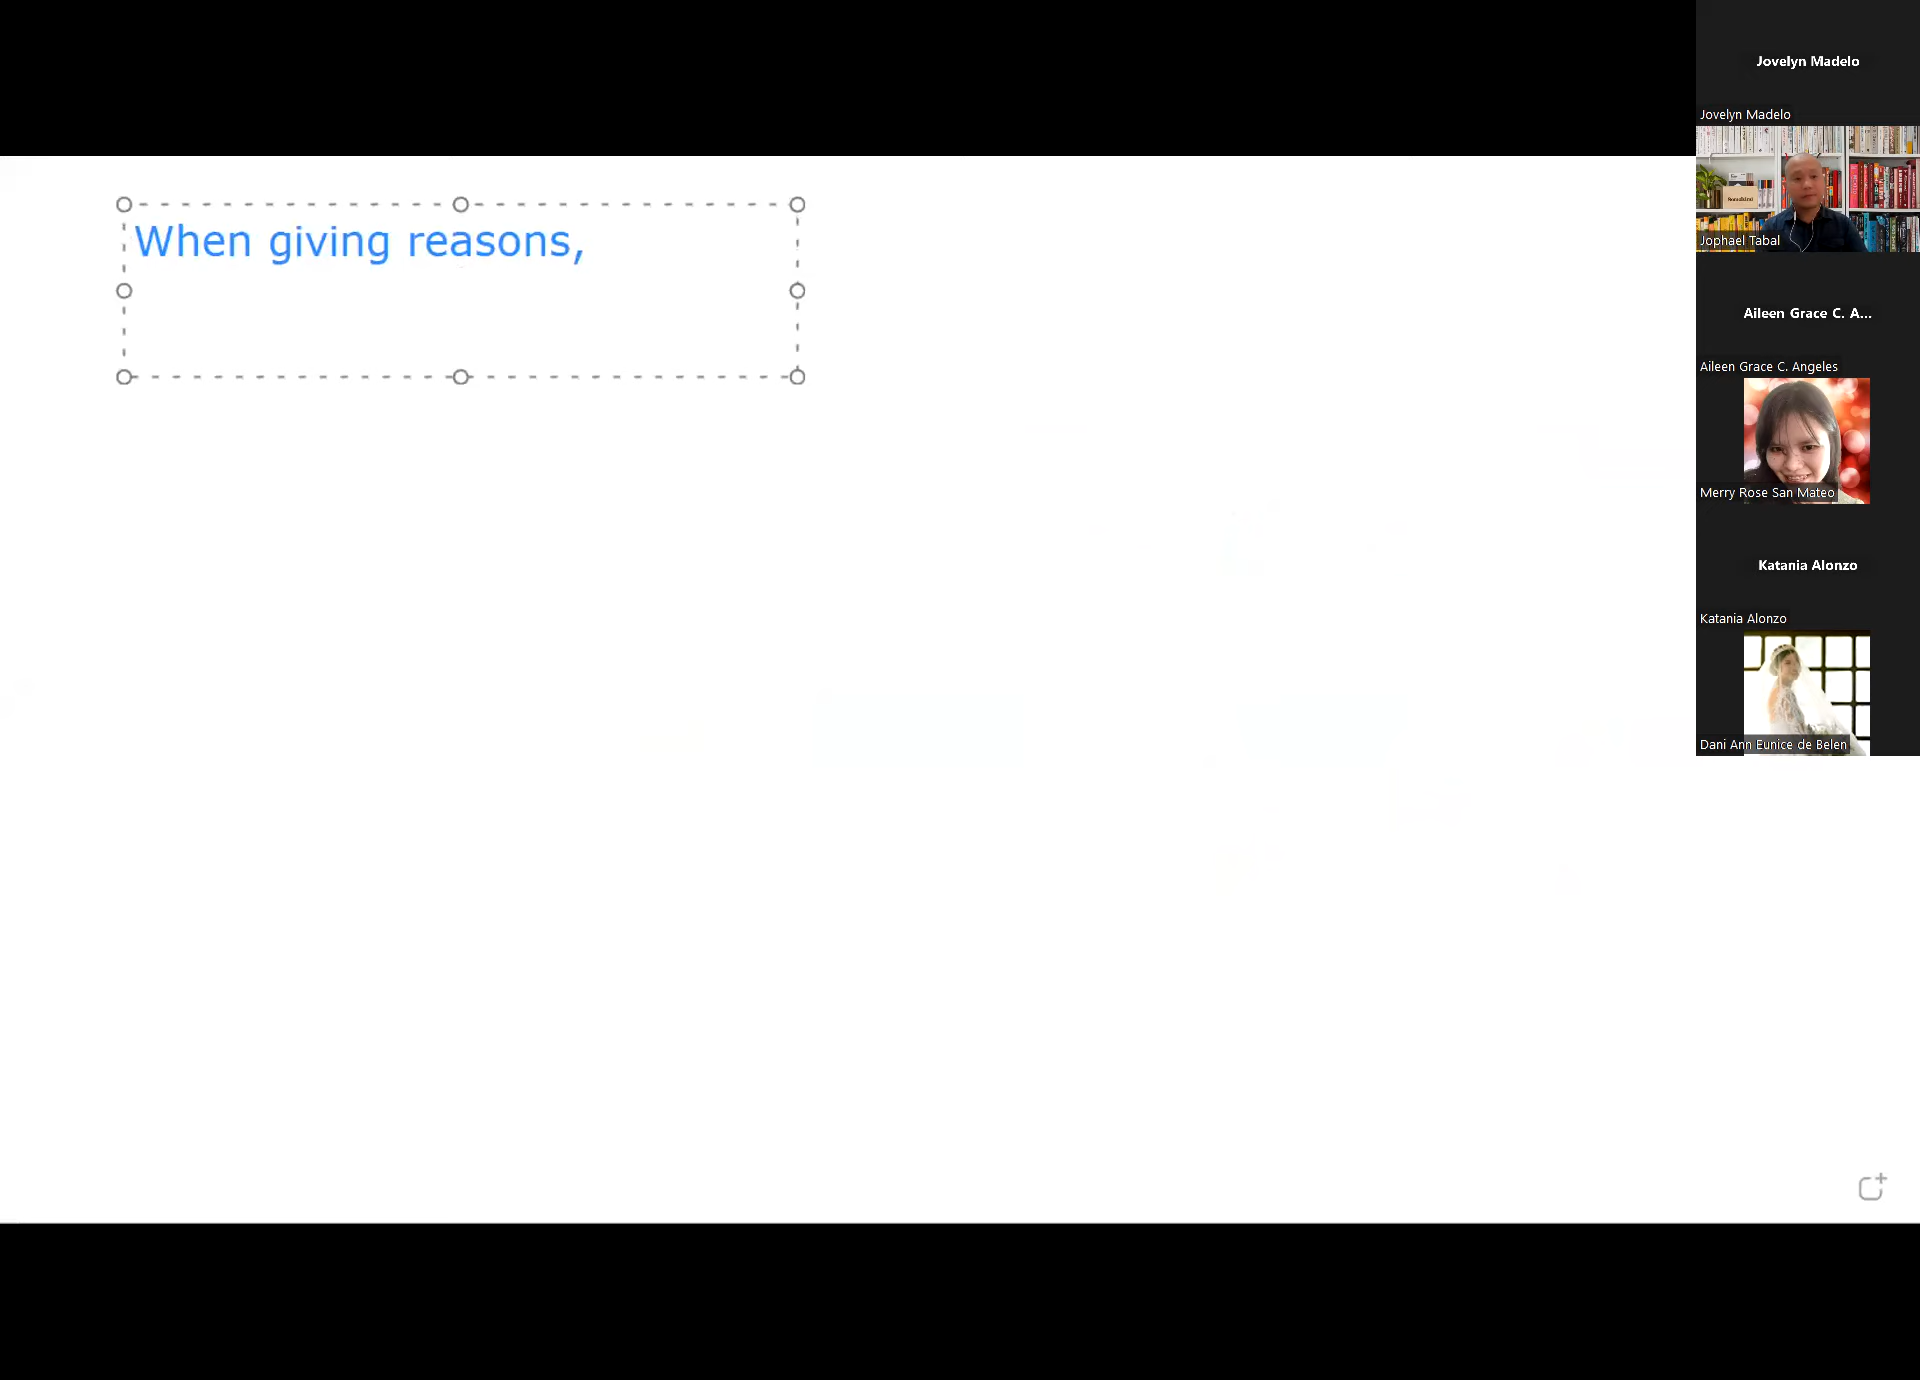 When giving reasons,
Jovelyn Madelo
Jovelyn Madelo
Jophael Tabal
Aileen Grace C. A...
Aileen Grace C. Angeles
Merry Rose San Mateo
Katania Alonzo
Katania Alonzo
Dani Ann Eunice de Belen